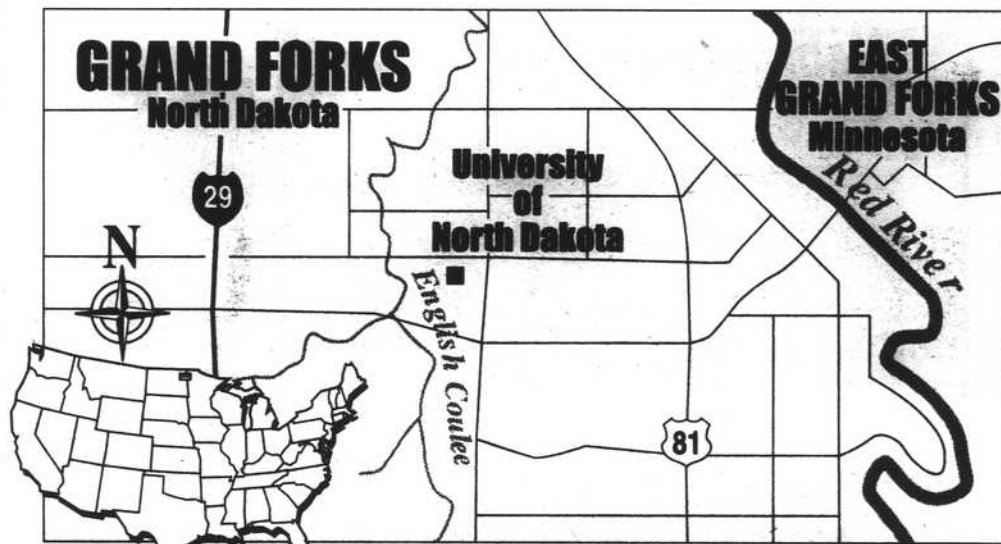 GRAND FORKS
North Dakota
EAST
GRAND FORKS
Minnesota
University
of
North Dakota
29
Red River
N
English Coulee
81